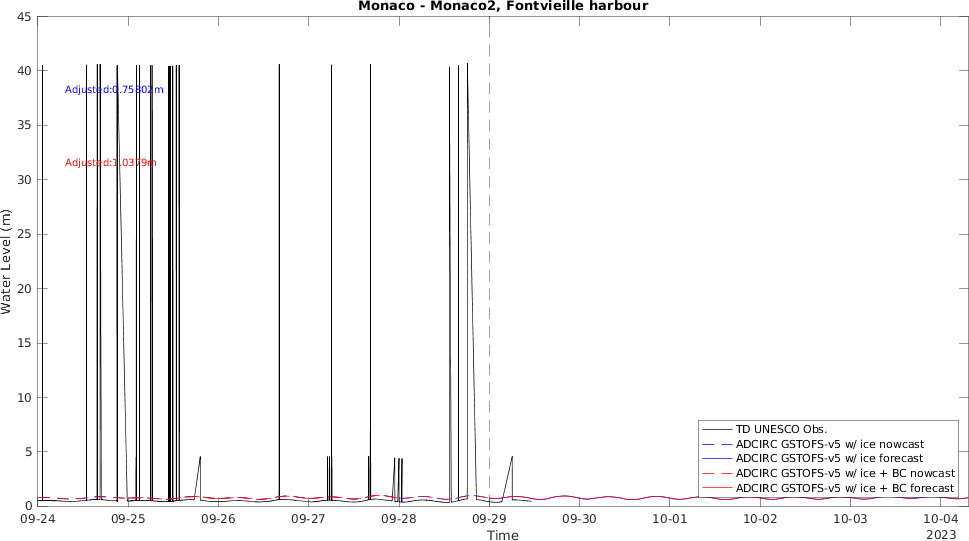 Monaco - Monaco2, Fontvieille harbour
Water Level (m)
45
40
35
30
25
20
15
10
5
0
Adjusted:0.75802m
Adjusted:1.0379m
TD UNESCO Obs.
ADCIRC GSTOFS-v5 w/ ice nowcast
ADCIRC GSTOFS-v5 w/ ice forecast
ADCIRC GSTOFS-v5 w/ ice + BC nowcast
ADCIRC GSTOFS-v5 w/ ice + BC forecast
09-24 09-25 09-26 09-27 09-28 09-29 09-30 10-01 10-02 10-03 10-04
2023
Time